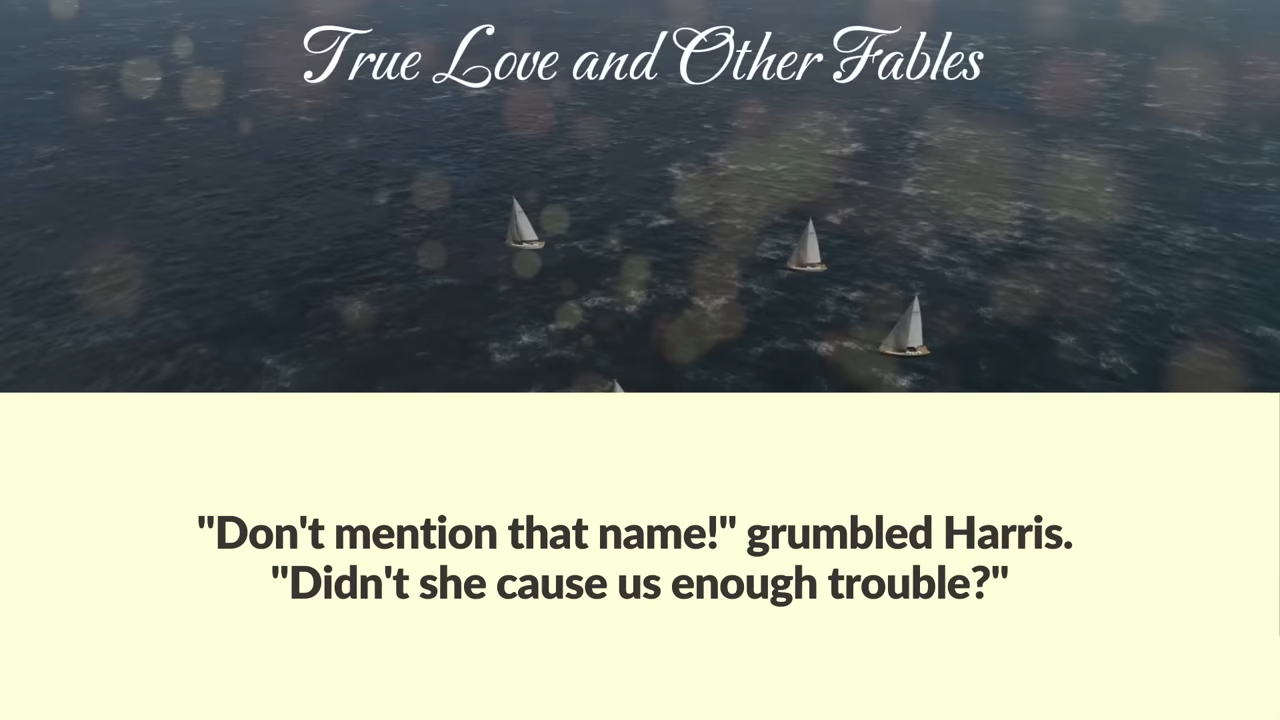 True Love and Other Fables
"Don't mention that name!" grumbled Harris.
"Didn't she cause us enough trouble?"